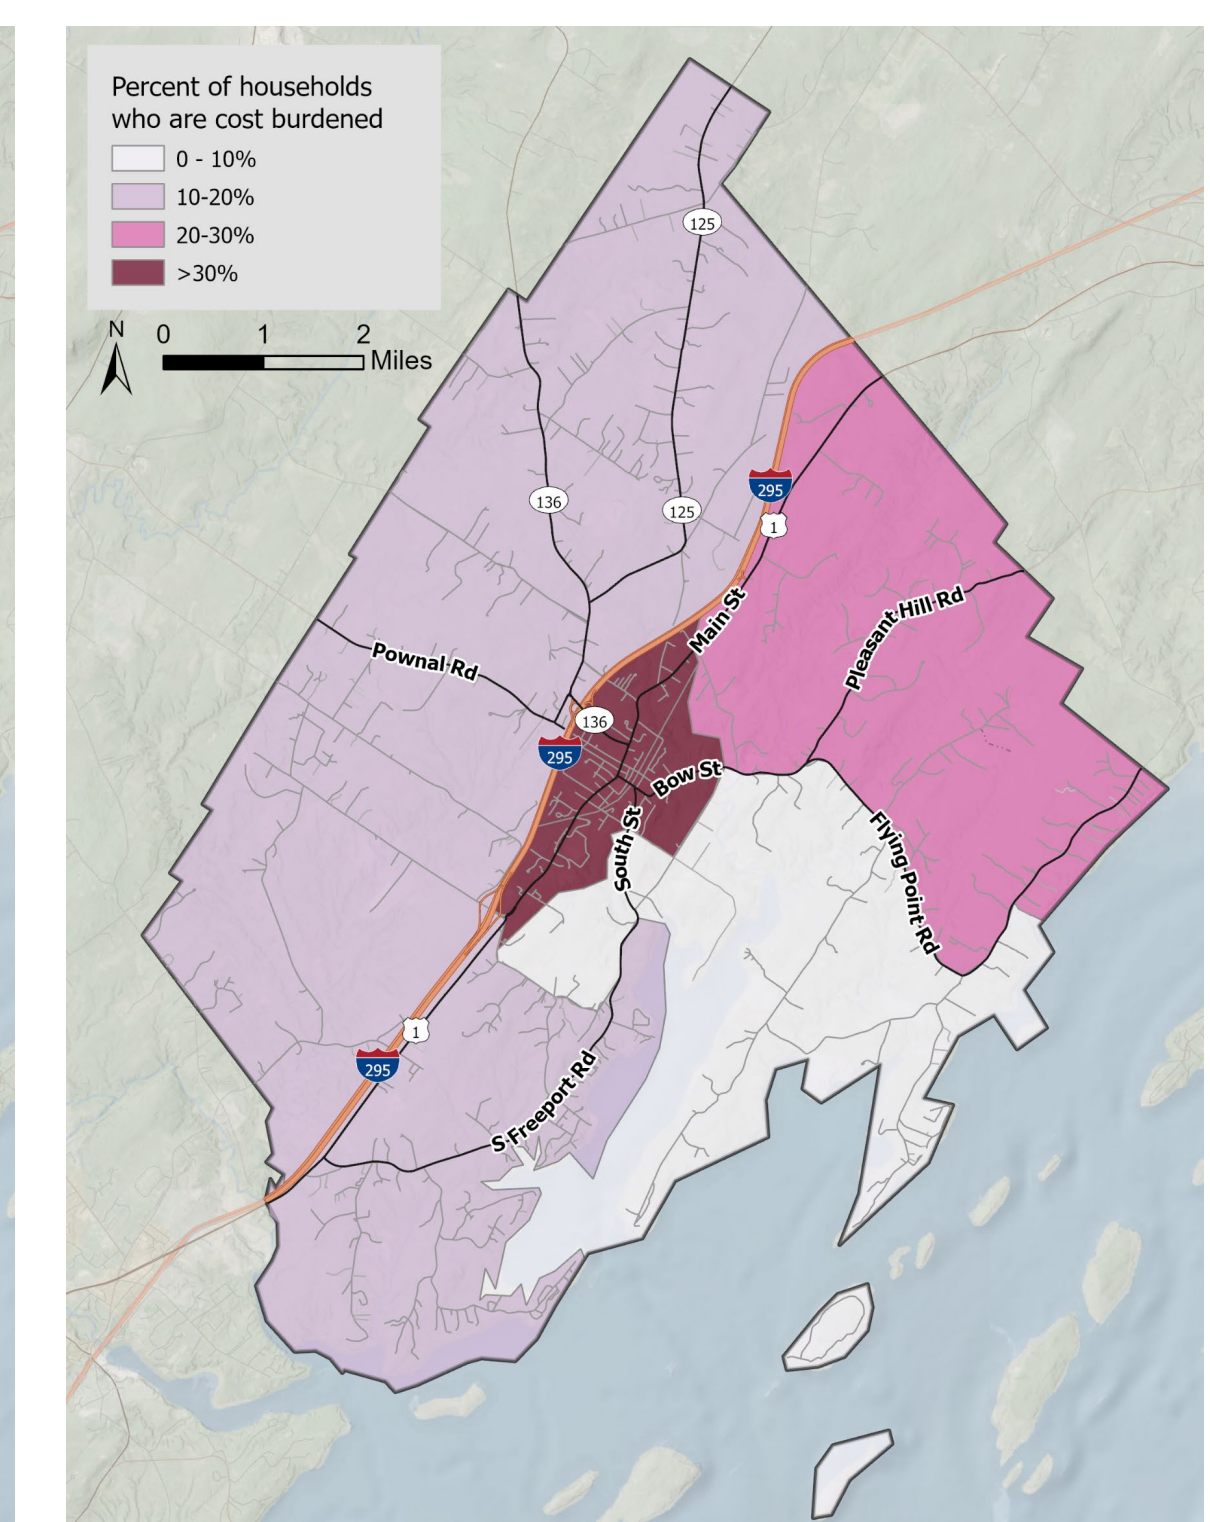 Percent of households
who are cost burdened
0 - 10%
10-20%
20-30%
>30%
N
0 1 2
Miles
125
136
125
295
1
Main St
Pleasant Hill Rd
Pownal Rd
136
295
Bow St
South St
Flying Point Rd
1
295
S Freeport Rd